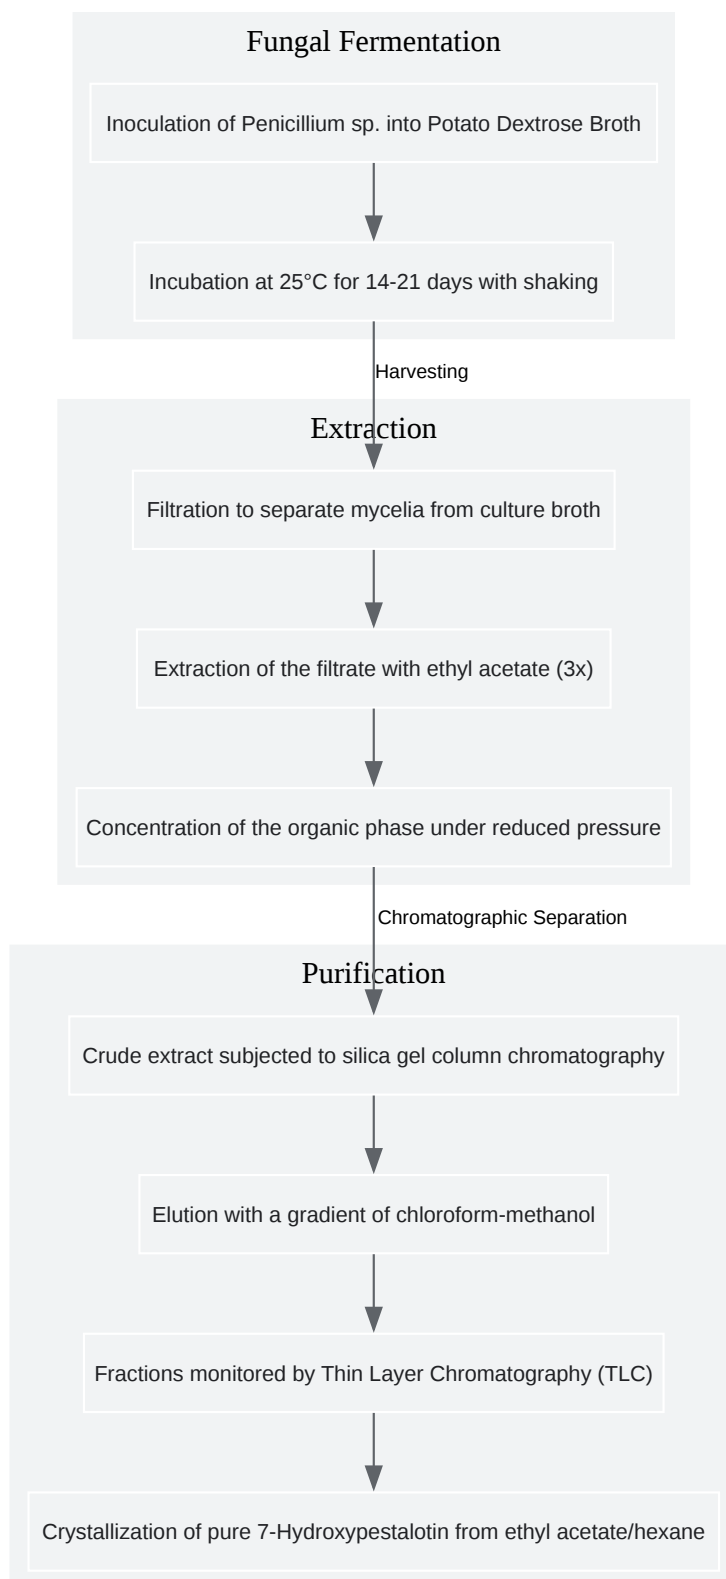 Fungal Fermentation
Inoculation of Penicillium sp. into Potato Dextrose Broth
Incubation at 25°C for 14-21 days with shaking
Harvesting
Extraction
Filtration to separate mycelia from culture broth
Extraction of the filtrate with ethyl acetate (3x)
Concentration of the organic phase under reduced pressure
Chromatographic Separation
Purification
Crude extract subjected to silica gel column chromatography
Elution with a gradient of chloroform-methanol
Fractions monitored by Thin Layer Chromatography (TLC)
Crystallization of pure 7-Hydroxypestalotin from ethyl acetate/hexane